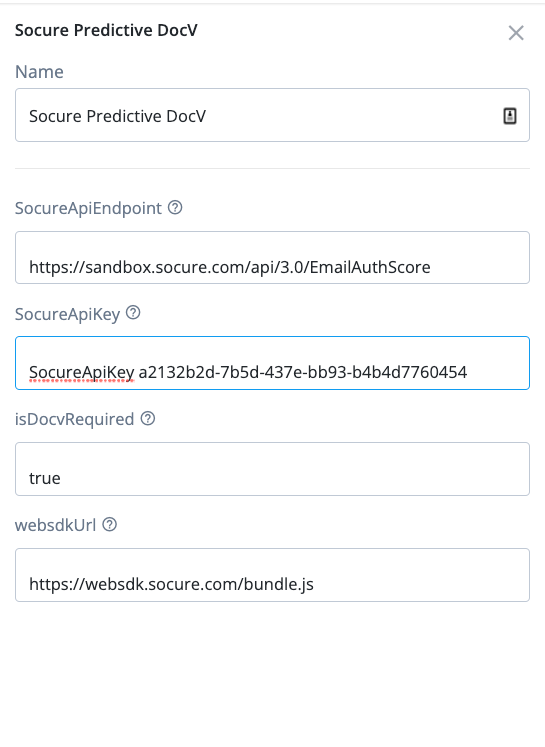 Socure Predictive DocV
Name
Socure Predictive DocV
SocureApiEndpoint
https://sandbox.socure.com/api/3.0/EmailAuthScore
SocureApiKey
SocureApiKey a2132b2d-7b5d-437e-bb93-b4b4d7760454
isDocvRequired
true
websdkUrl
https://websdk.socure.com/bundle.js